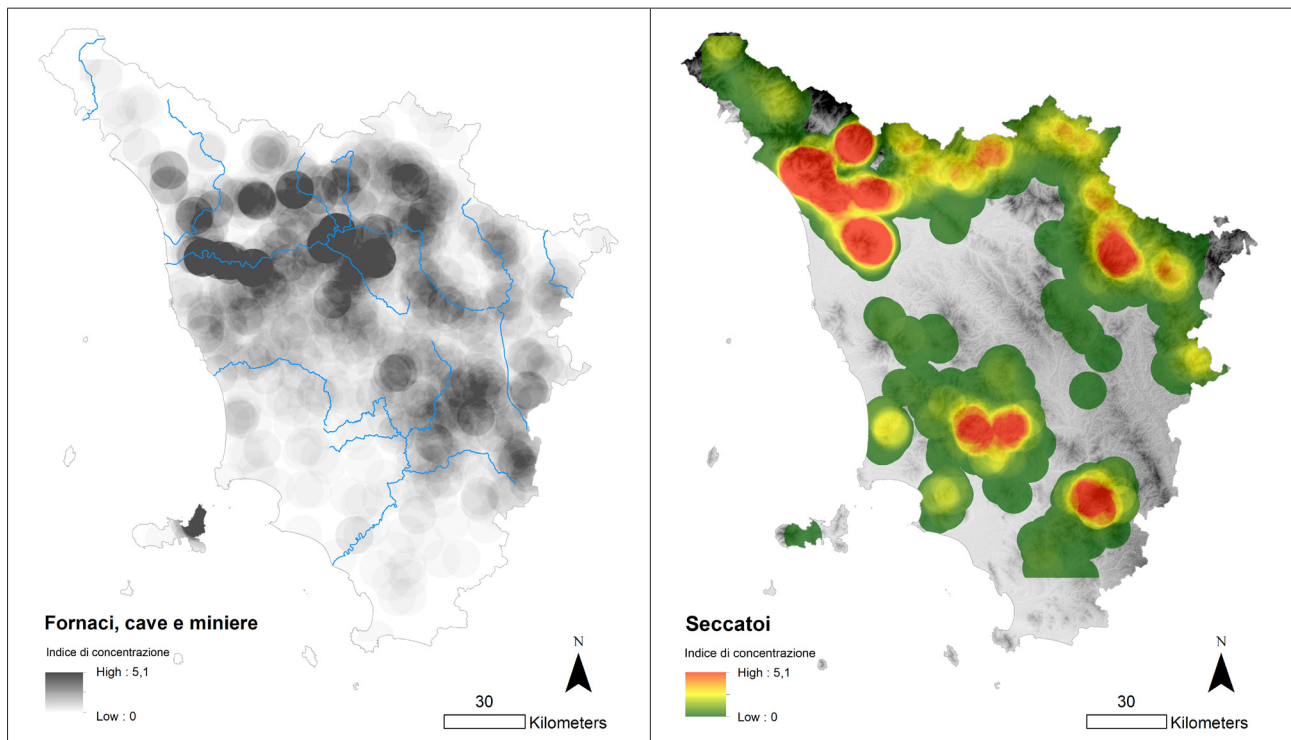 Fornaci, cave e miniere
Indice di concentrazione
High : 5,1
Low : 0
N
30
Kilometers
Seccatoi
Indice di concentrazione
High : 5,1
Low : 0
N
30
Kilometers